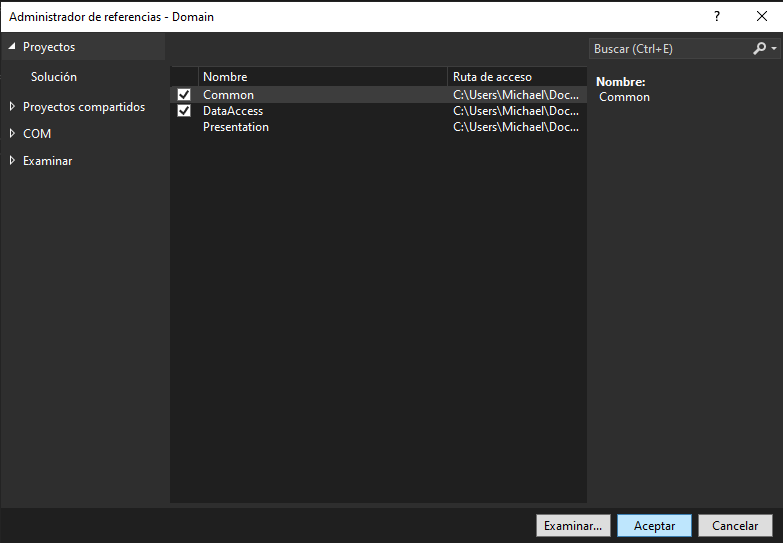 Administrador de referencias - Domain
?
Proyectos
Solución
Proyectos compartidos
COM
Examinar
Nombre Ruta de acceso
Common C:\Users\Michael\Doc...
DataAccess C:\Users\Michael\Doc...
Presentation C:\Users\Michael\Doc...
Buscar (Ctrl+E)
Nombre:
Common
Examinar... Aceptar Cancelar